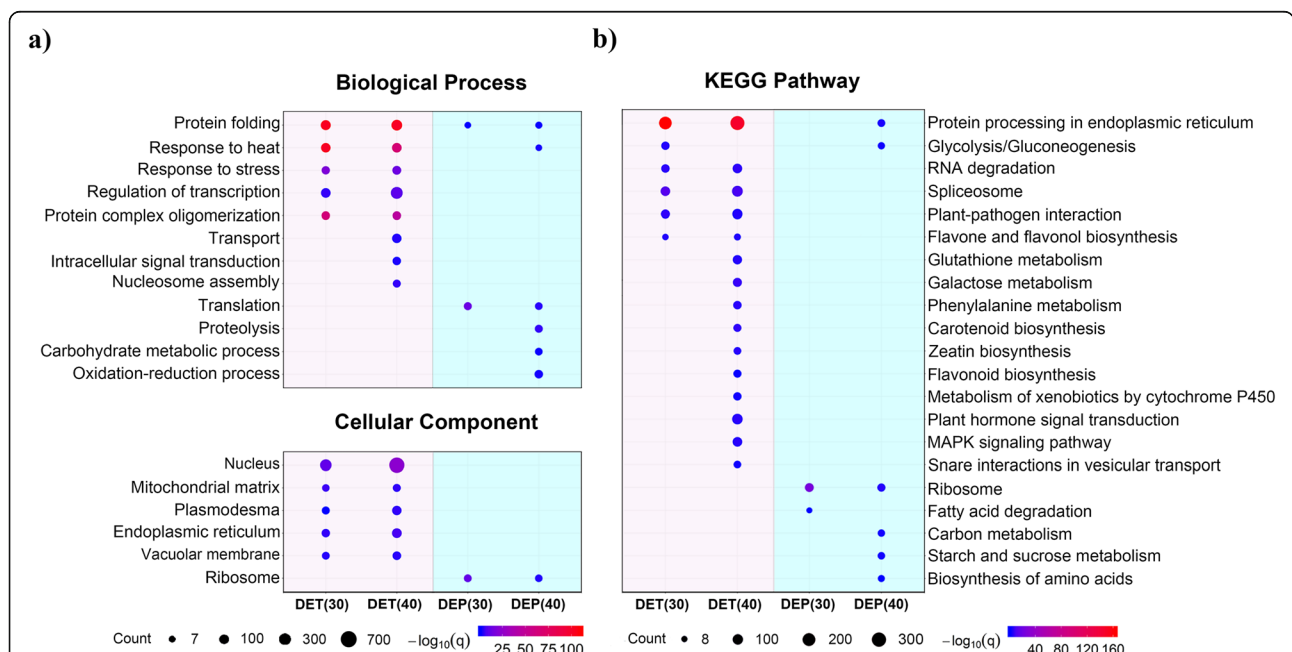 a)
Biological Process
Protein folding
Response to heat
Response to stress
Regulation of transcription
Protein complex oligomerization
Transport
Intracellular signal transduction
Nucleosome assembly
Translation
Proteolysis
Carbohydrate metabolic process
Oxidation-reduction process
Cellular Component
Nucleus
Mitochondrial matrix
Plasmodesma
Endoplasmic reticulum
Vacuolar membrane
Ribosome
DET(30) DET(40) DEP(30) DEP(40)
Count 7 100 300 700 −log10(q) 25 50 75 100
b)
KEGG Pathway
Protein processing in endoplasmic reticulum
Glycolysis/Gluconeogenesis
RNA degradation
Spliceosome
Plant-pathogen interaction
Flavone and flavonol biosynthesis
Glutathione metabolism
Galactose metabolism
Phenylalanine metabolism
Carotenoid biosynthesis
Zeatin biosynthesis
Flavonoid biosynthesis
Metabolism of xenobiotics by cytochrome P450
Plant hormone signal transduction
MAPK signaling pathway
Snare interactions in vesicular transport
Ribosome
Fatty acid degradation
Carbon metabolism
Starch and sucrose metabolism
Biosynthesis of amino acids
DET(30) DET(40) DEP(30) DEP(40)
Count 8 100 200 300 −log10(q) 40 80 120 160